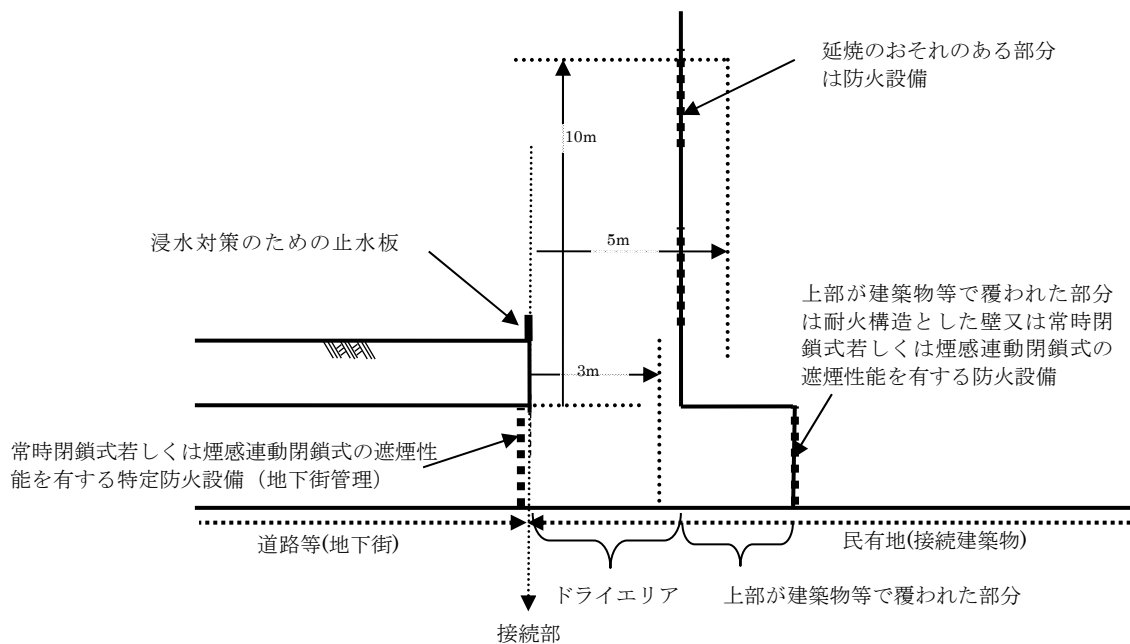 延焼のおそれのある部分
は防火設備
10m
浸水対策のための止水板
5m
上部が建築物等で覆われた部分
は耐火構造とした壁又は常時閉
鎖式若しくは煙感連動閉鎖式の
遮煙性能を有する防火設備
3m
常時閉鎖式若しくは煙感連動閉鎖式の遮煙性
能を有する特定防火設備（地下街管理）
道路等(地下街)
民有地(接続建築物)
ドライエリア
上部が建築物等で覆われた部分
接続部